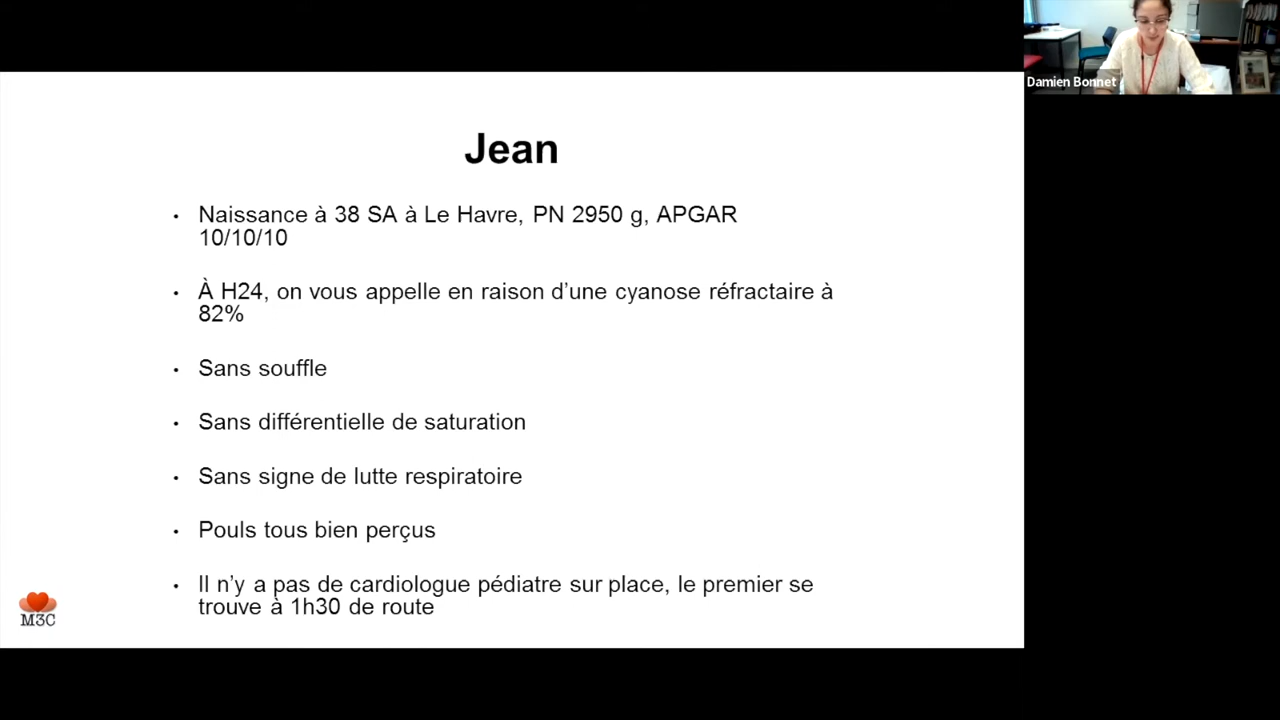 Damien Bonnet
Jean
• Naissance à 38 SA à Le Havre, PN 2950 g, APGAR
10/10/10
• À H24, on vous appelle en raison d’une cyanose réfractaire à
82%
• Sans souffle
• Sans différentielle de saturation
• Sans signe de lutte respiratoire
• Pouls tous bien perçus
• Il n’y a pas de cardiologue pédiatre sur place, le premier se
trouve à 1h30 de route
M3C